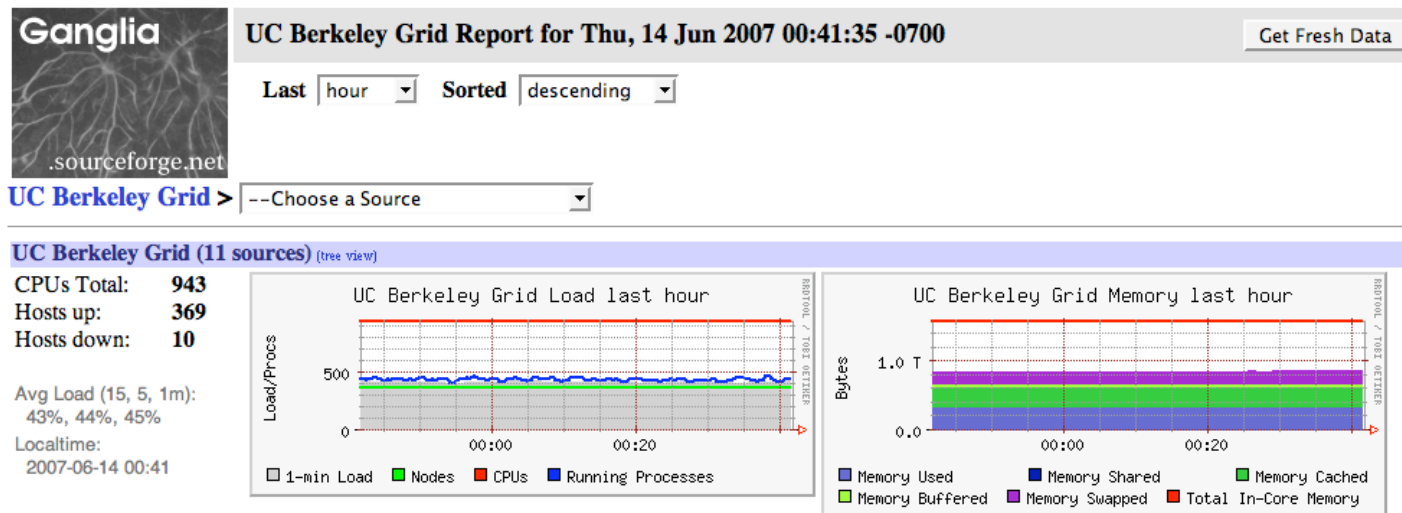 Ganglia
.sourceforge.net
UC Berkeley Grid Report for Thu, 14 Jun 2007 00:41:35 -0700
Get Fresh Data
Last hour Sorted descending
UC Berkeley Grid > --Choose a Source
UC Berkeley Grid (11 sources) (tree view)
CPUs Total: 943
Hosts up: 369
Hosts down: 10
Avg Load (15, 5, 1m):
43%, 44%, 45%
Localtime:
2007-06-14 00:41
UC Berkeley Grid Load last hour
RRDTOOL / TOBI OETIKER
Load/Procs
500
0
00:00 00:20
1-min Load Nodes CPUs Running Processes
UC Berkeley Grid Memory last hour
RRDTOOL / TOBI OETIKER
Bytes
1.0 T
0.0
00:00 00:20
Memory Used Memory Shared Memory Cached
Memory Buffered Memory Swapped Total In-Core Memory